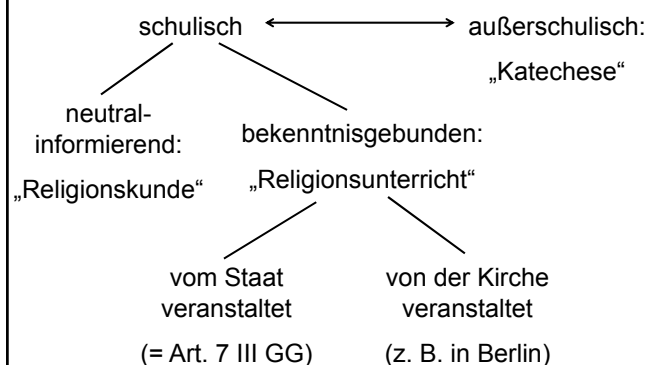 schulisch
außerschulisch:
„Katechese“
neutral-
informierend:
„Religionskunde“
bekenntnisgebunden:
„Religionsunterricht“
vom Staat
veranstaltet
(= Art. 7 III GG)
von der Kirche
veranstaltet
(z. B. in Berlin)